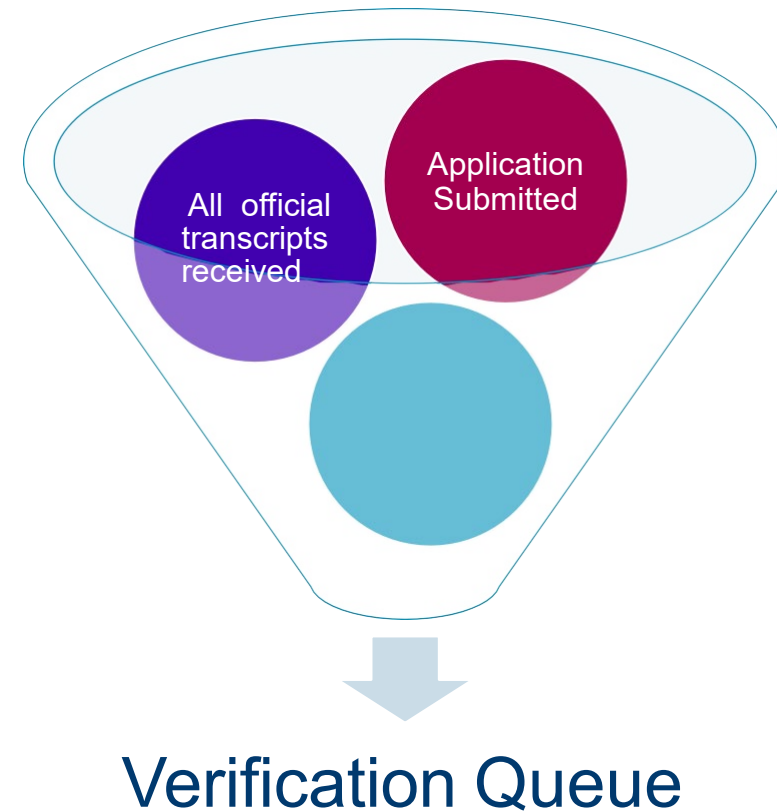 Application
Submitted
All official
transcripts
received
Verification Queue